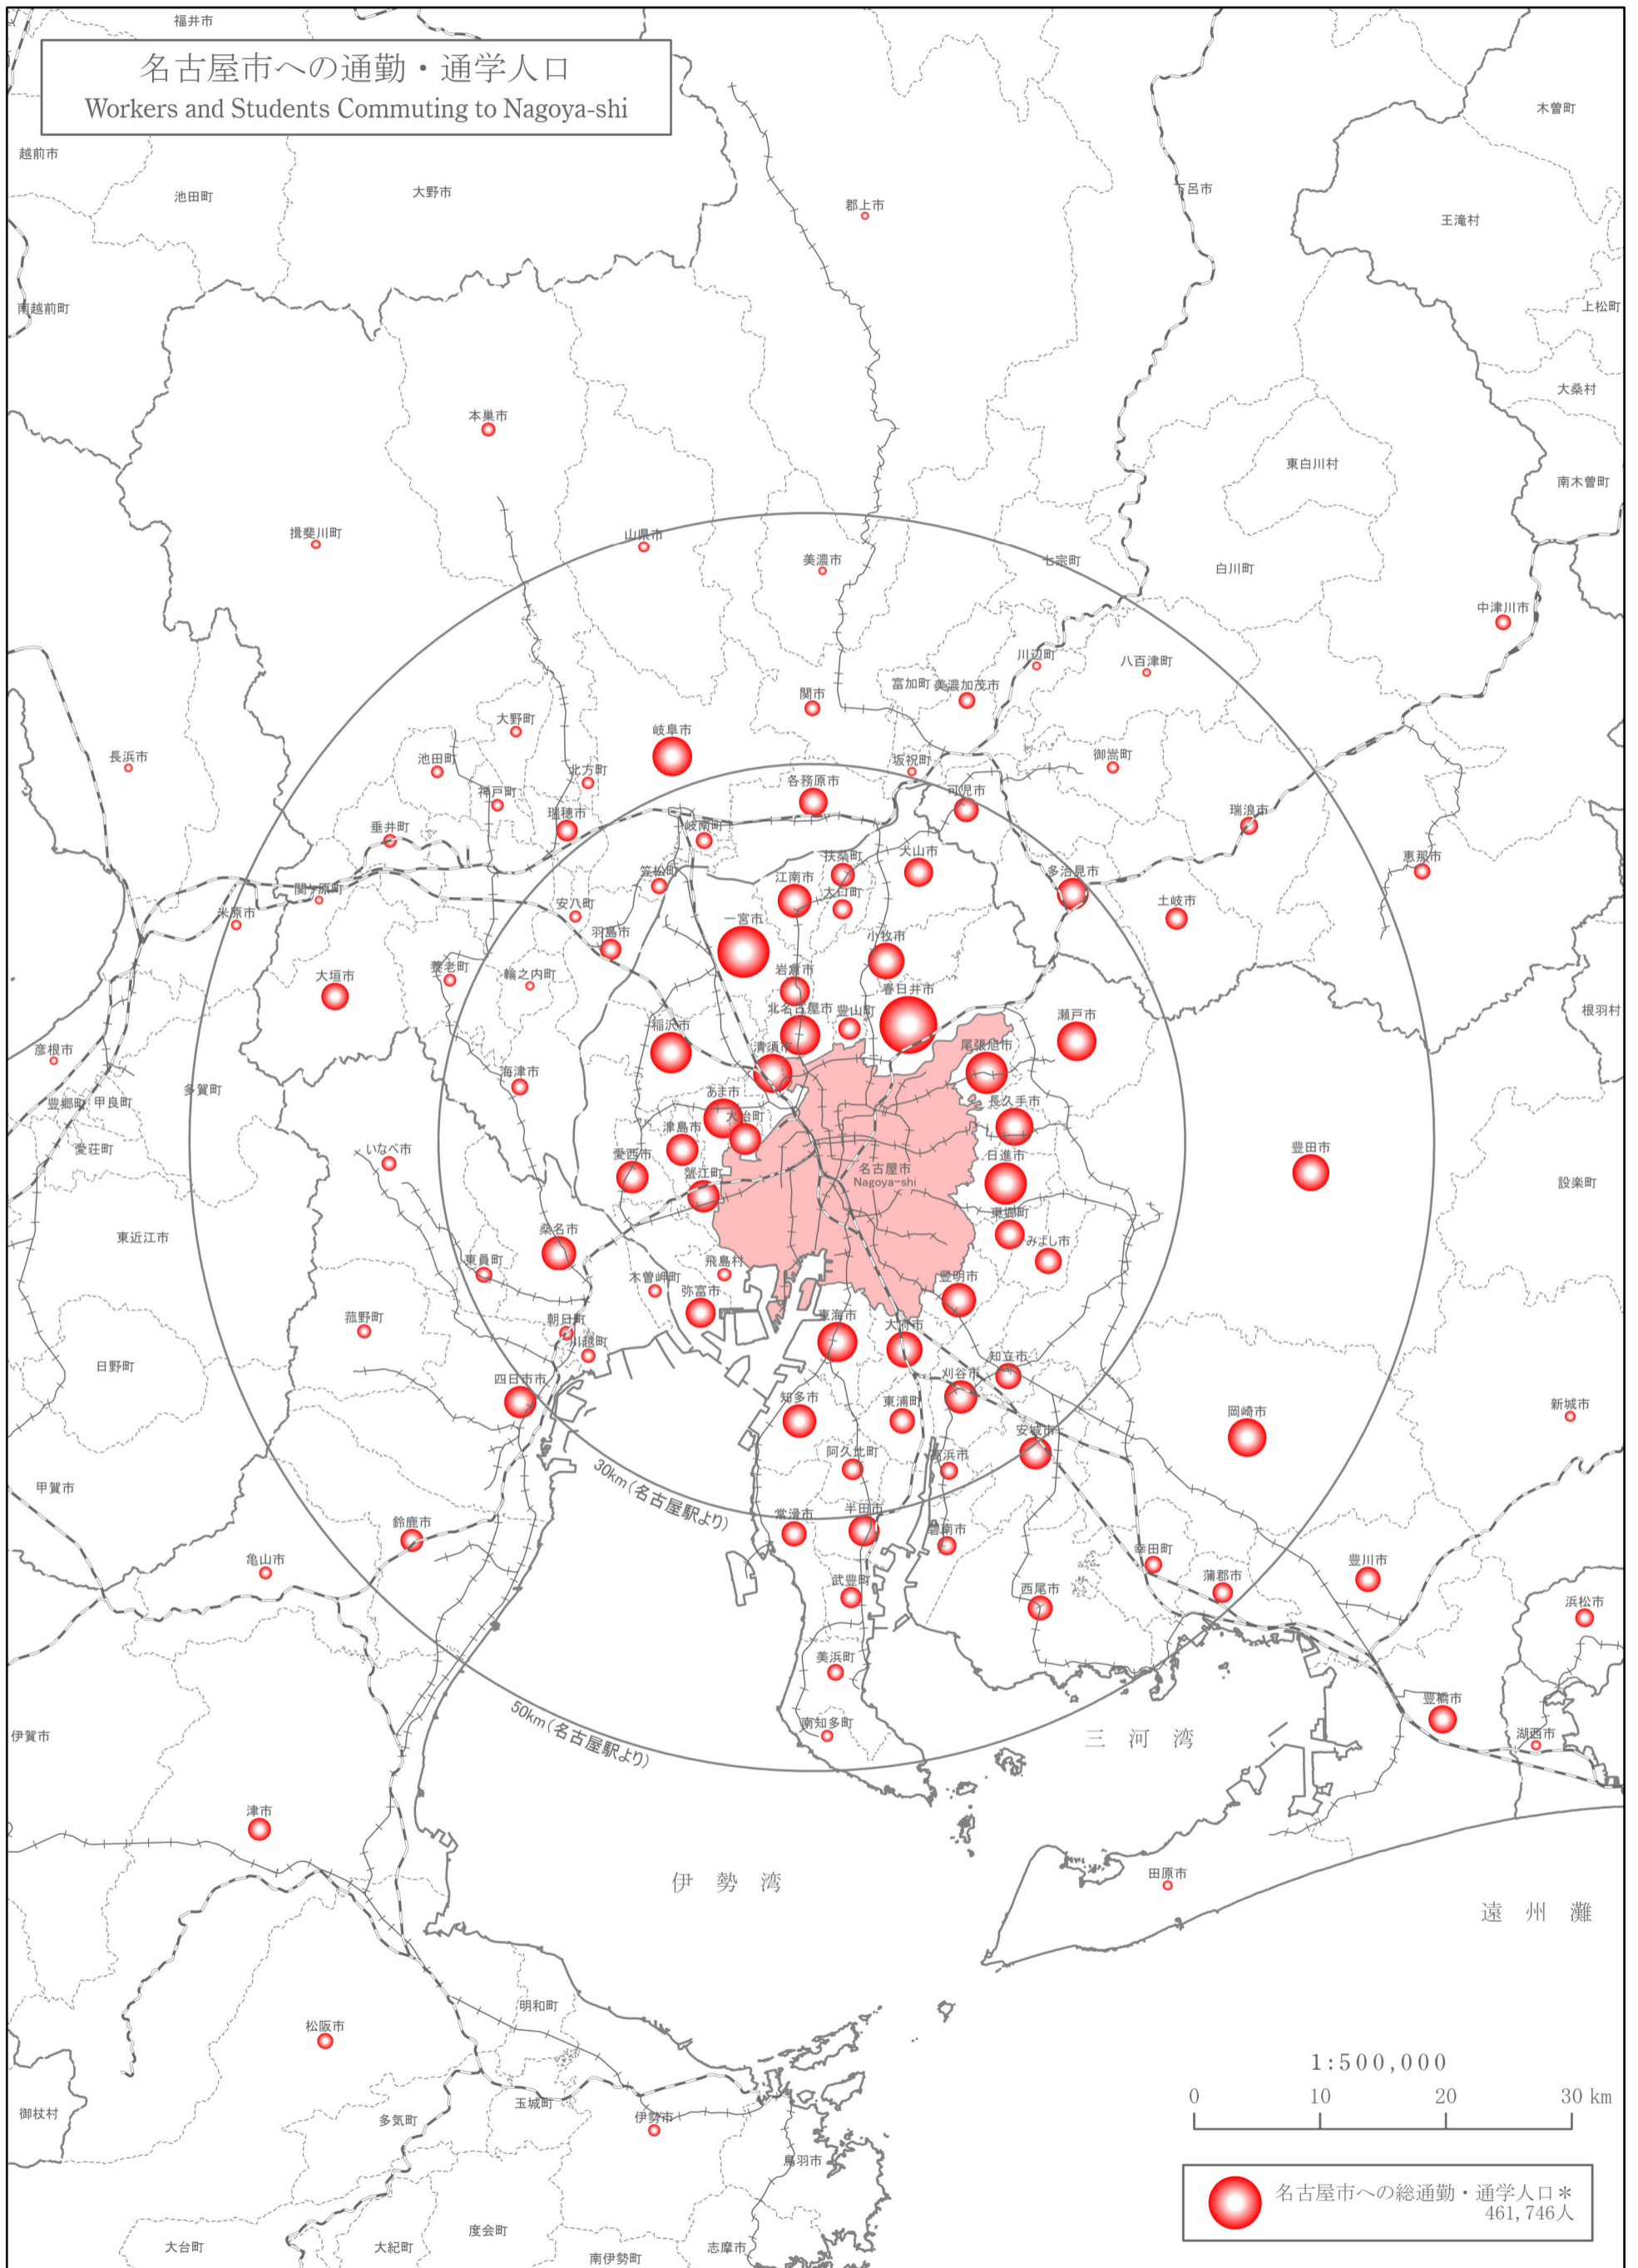 福井市
名古屋市への通勤・通学人口
Workers and Students Commuting to Nagoya-shi
木曽町
越前市
池田町
大野市
下呂市
郡上市
王滝村
南越前町
上松町
大桑村
本巣市
東白川村
南木曽町
揖斐川町
山県市
美濃市
七宗町
白川町
中津川市
川辺町
八百津町
富加町
美濃加茂市
関市
大野町
岐阜市
長浜市
池田町
北方町
坂祝町
御嵩町
各務原市
神戸町
可児市
瑞穂市
岐南町
瑞浪市
垂井町
扶桑町
犬山市
恵那市
笠松町
江南市
多治見市
関ヶ原町
大口町
土岐市
米原市
安八町
一宮市
羽島市
小牧市
大垣市
養老町
輪之内町
岩倉市
春日井市
北名古屋市
豊山町
瀬戸市
根羽村
稲沢市
清須市
尾張旭市
彦根市
海津市
多賀町
豊郷町
甲良町
あま市
大治町
長久手市
愛荘町
いなべ市
津島市
愛西市
日進市
豊田市
名古屋市
Nagoya-shi
蟹江町
設楽町
東近江市
桑名市
東郷町
みよし市
東員町
飛島村
木曽岬町
弥富市
豊明市
菰野町
朝日町
川越町
東海市
大府市
日野町
知立市
四日市市
刈谷市
知多市
東浦町
岡崎市
新城市
安城市
阿久比町
高浜市
30km(名古屋駅より)
甲賀市
鈴鹿市
常滑市
半田市
碧南市
亀山市
幸田町
豊川市
蒲郡市
武豊町
西尾市
浜松市
美浜町
50km(名古屋駅より)
南知多町
豊橋市
伊賀市
三河湾
湖西市
津市
伊勢湾
田原市
遠州灘
明和町
松阪市
1:500,000
0 10 20 30 km
御杖村
多気町
玉城町
伊勢市
鳥羽市
名古屋市への総通勤・通学人口*
461,746人
度会町
大台町
大紀町
南伊勢町
志摩市